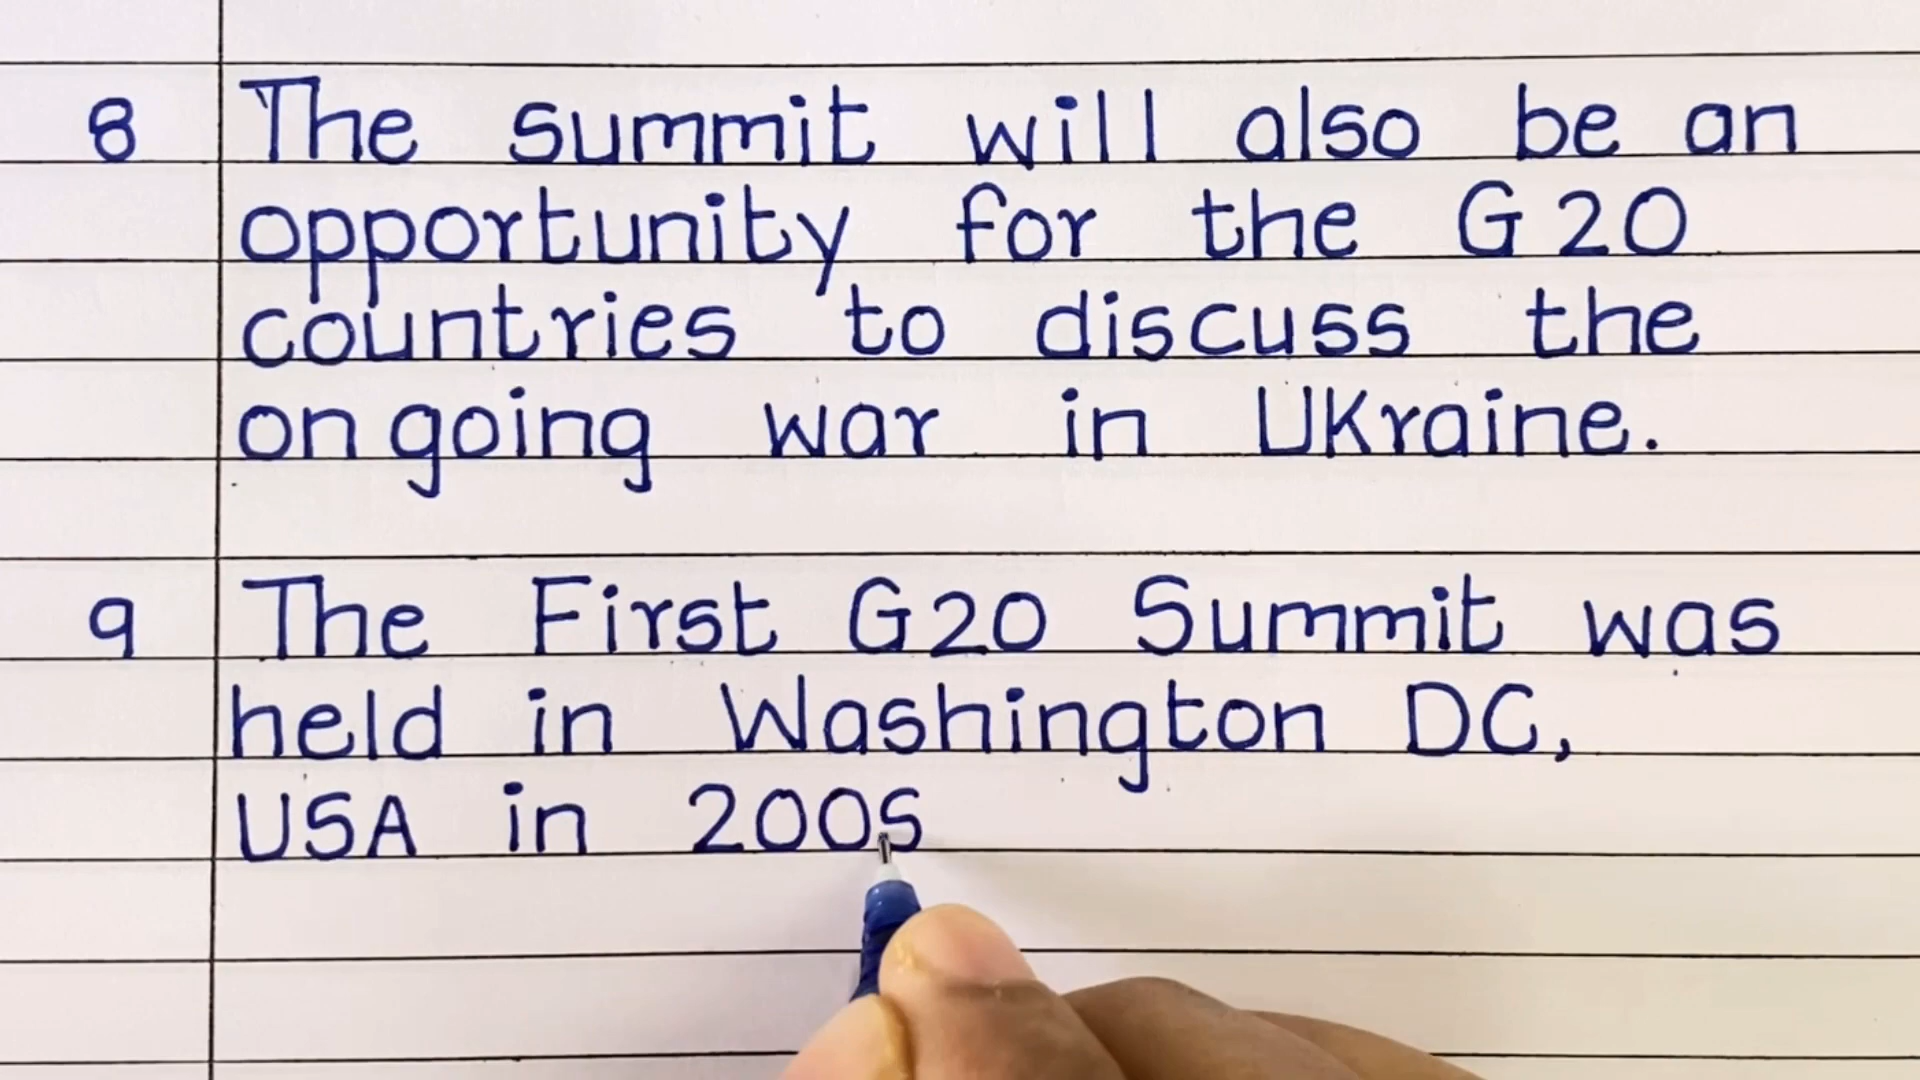 8 The summit will also be an
opportunity for the G20
countries to discuss the
ongoing war in Ukraine.
9 The First G20 Summit was
held in Washington DC,
USA in 200S